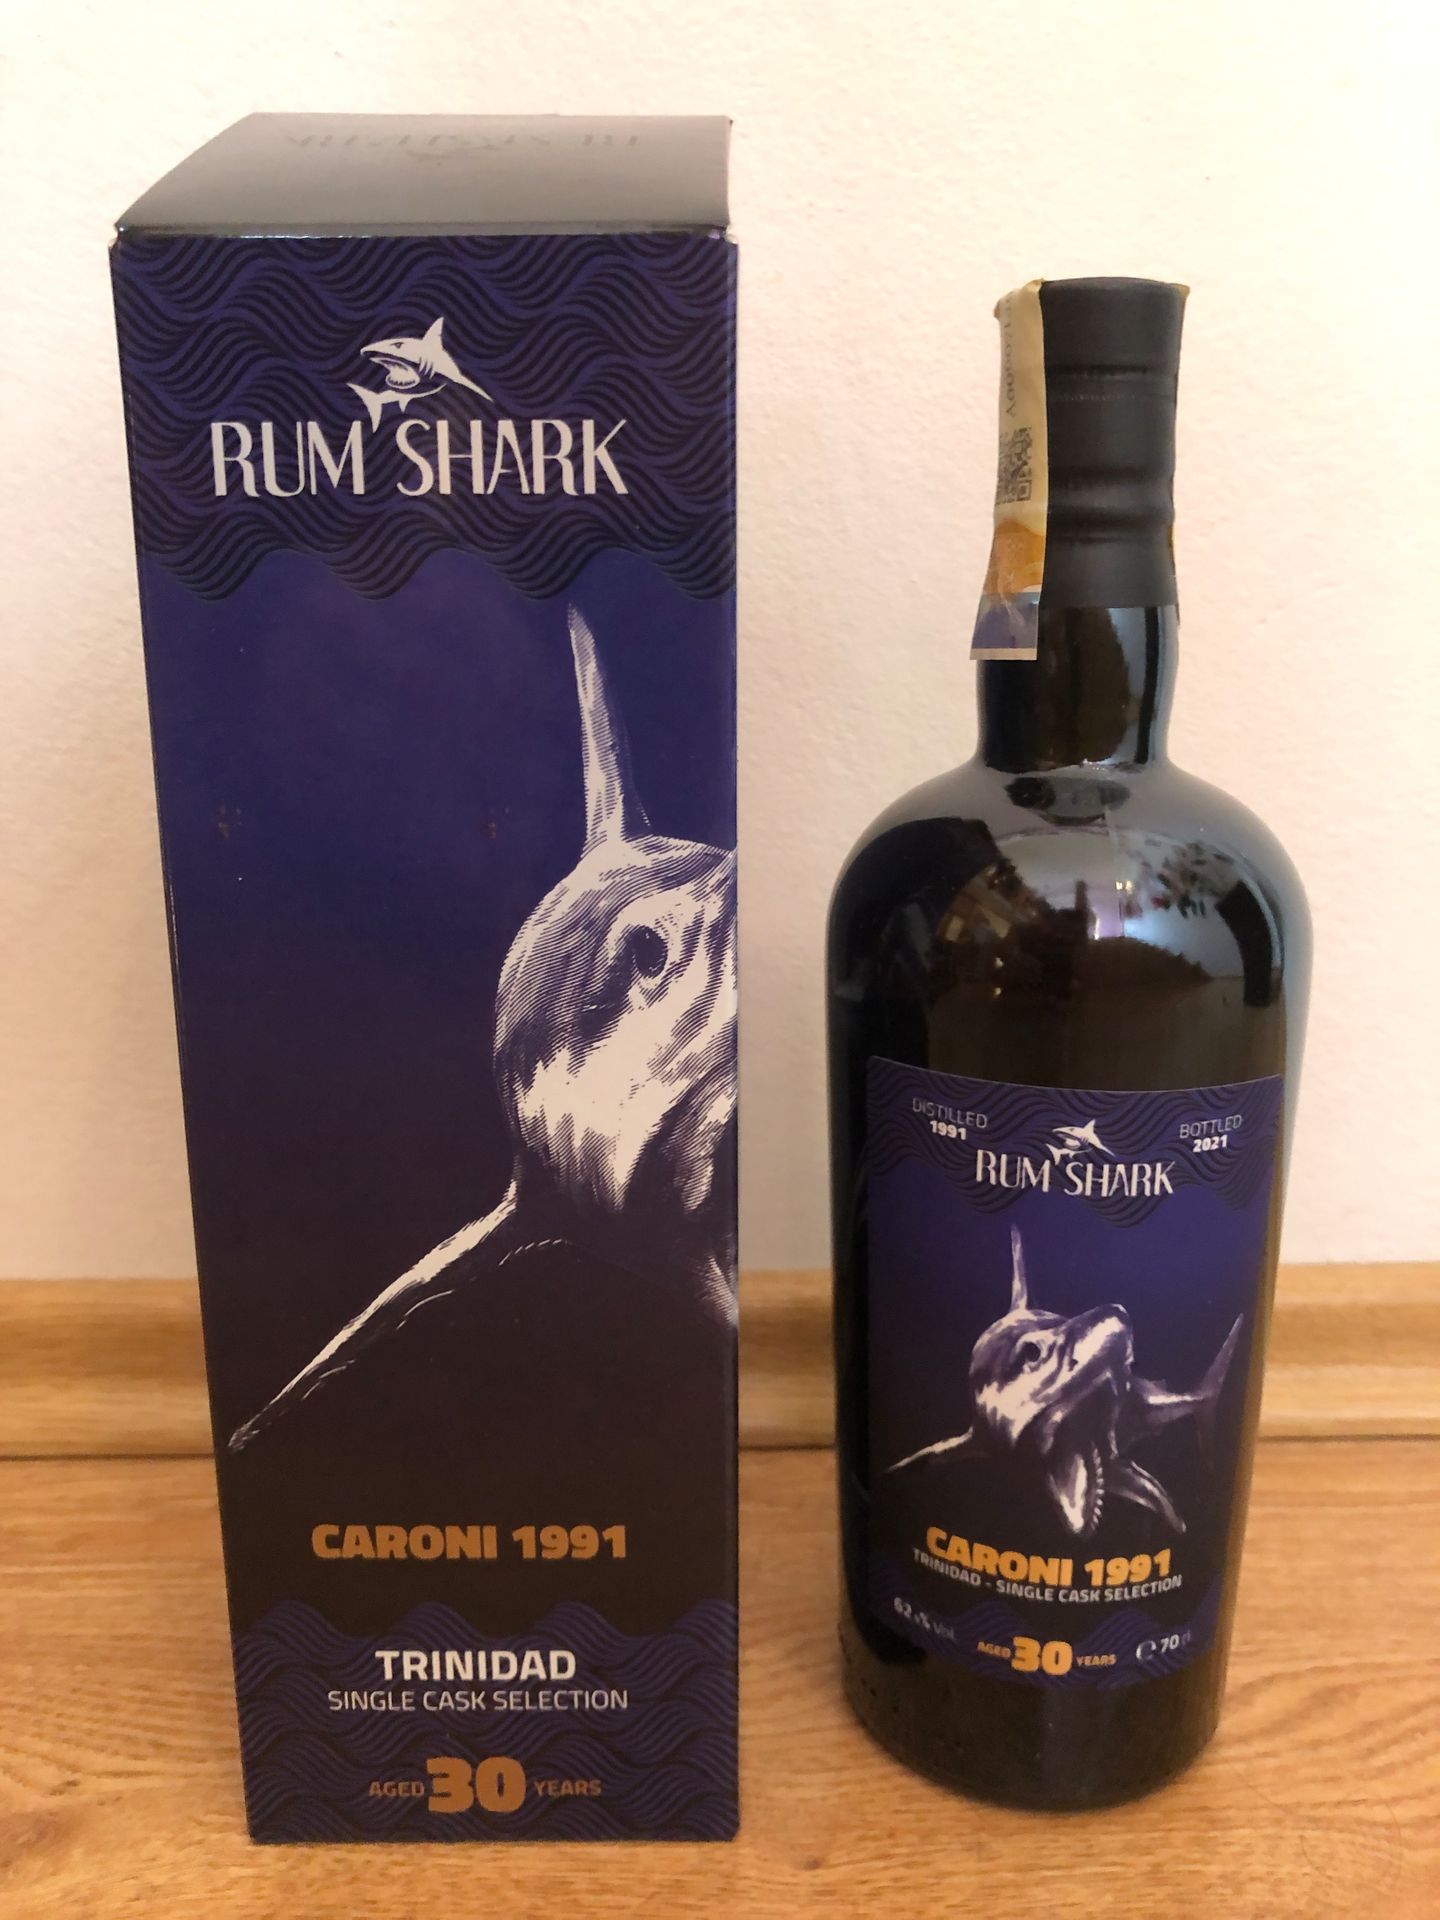 RUM SHARK
CARONI 1991
TRINIDAD
SINGLE CASK SELECTION
AGED 30 YEARS
DISTILLED
1991
BOTTLED
2021
RUM SHARK
CARONI 1991
TRINIDAD - SINGLE CASK SELECTION
AGED 30 YEARS
℮ 70 cl